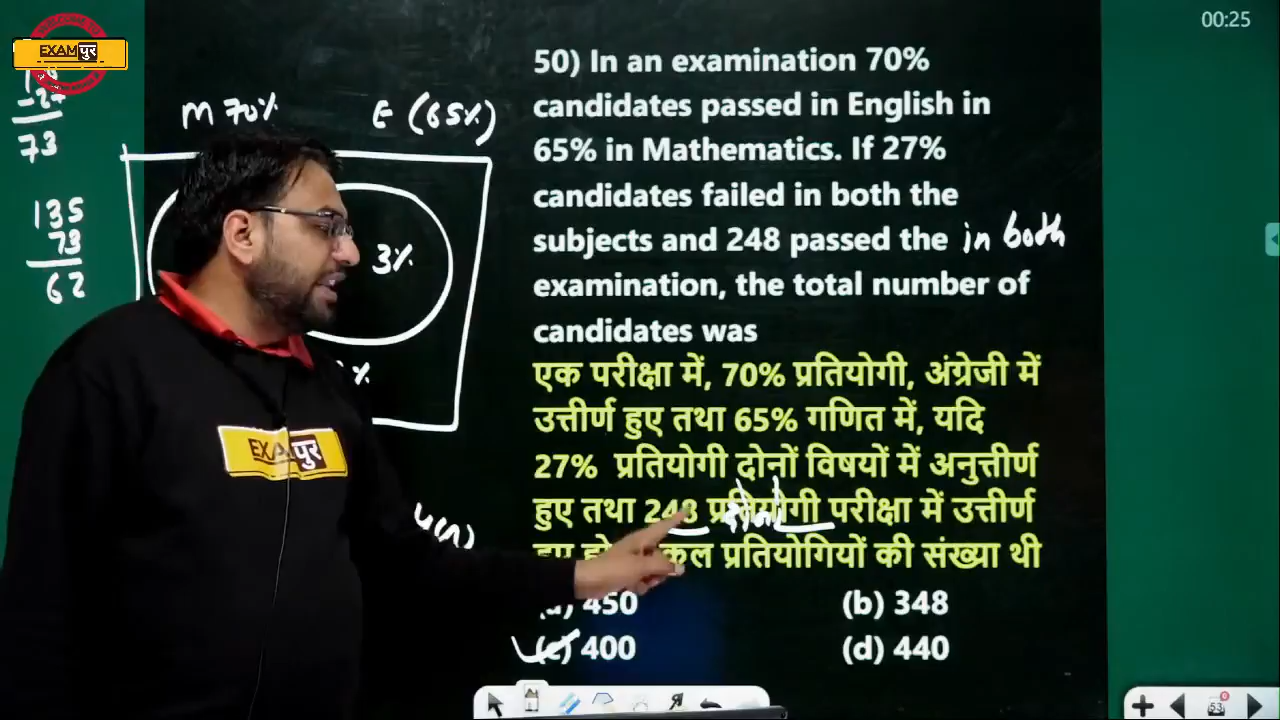 00:25
WELCOME TO
EXAMपुर
73
135
73
62
M 70%
E (65%)
3%
%
50) In an examination 70%
candidates passed in English in
65% in Mathematics. If 27%
candidates failed in both the
subjects and 248 passed the in both
examination, the total number of
candidates was
एक परीक्षा में, 70% प्रतियोगी, अंग्रेजी में
उत्तीर्ण हुए तथा 65% गणित में, यदि
27% प्रतियोगी दोनों विषयों में अनुत्तीर्ण
हुए तथा 248 प्रतियोगी परीक्षा में उत्तीर्ण
कुल प्रतियोगियों की संख्या थी
(a) 450
(b) 348
(c) 400
(d) 440
EXAMपुर
53